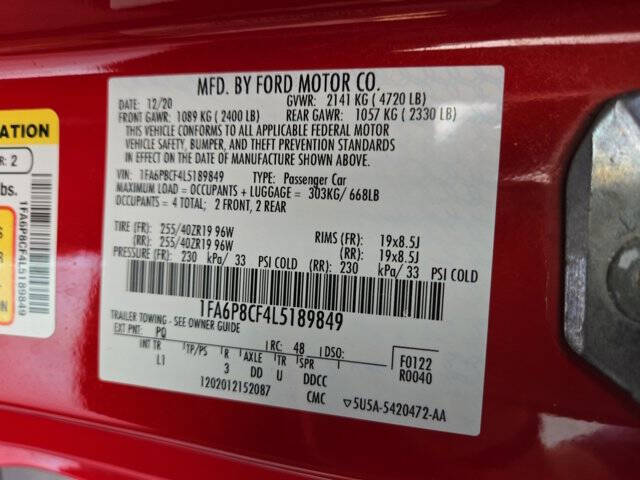 MFD. BY FORD MOTOR CO.
DATE: 12/20 GVWR: 2141 KG ( 4720 LB)
FRONT GAWR: 1089 KG ( 2400 LB) REAR GAWR: 1057 KG ( 2330 LB)
THIS VEHICLE CONFORMS TO ALL APPLICABLE FEDERAL MOTOR
VEHICLE SAFETY, BUMPER, AND THEFT PREVENTION STANDARDS
IN EFFECT ON THE DATE OF MANUFACTURE SHOWN ABOVE.
VIN: 1FA6P8CF4L5189849 TYPE: Passenger Car
MAXIMUM LOAD = OCCUPANTS + LUGGAGE = 303KG/ 668LB
OCCUPANTS = 4 TOTAL; 2 FRONT, 2 REAR
TIRE (FR): 255/40ZR19 96W RIMS (FR): 19x8.5J
(RR): 255/40ZR19 96W (RR): 19x8.5J
PRESSURE (FR): 230 kPa/ 33 PSI COLD (RR): 230 kPa/ 33 PSI COLD
1FA6P8CF4L5189849
TRAILER TOWING - SEE OWNER GUIDE
EXT PNT: PQ RC: 48 DSO:
INT TR TP/PS R AXLE TR SPR
L1 3 DD U DDCC
F0122
R0040
1202012152087 CMC 5U5A-5420472-AA
ATION
R: 2
bs.
1FA6P8CF4L5189849